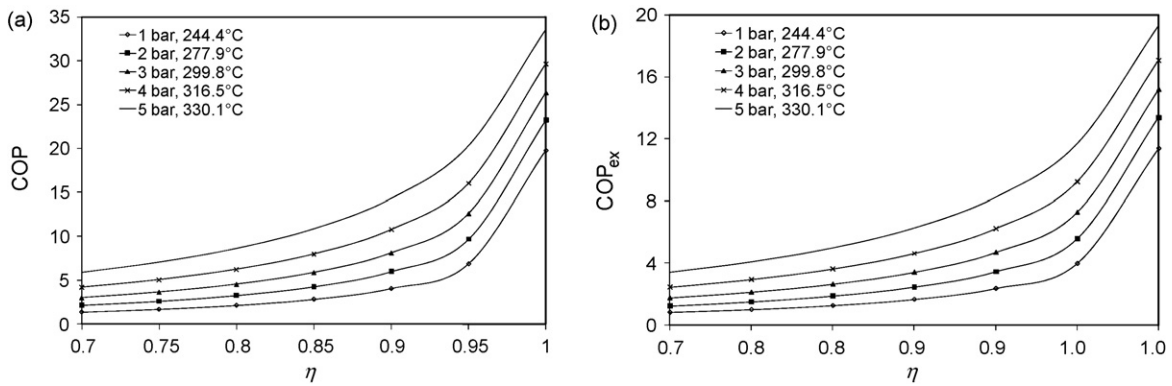 (a)
35
30
25
20
15
10
5
0
COP
1 bar, 244.4°C
2 bar, 277.9°C
3 bar, 299.8°C
4 bar, 316.5°C
5 bar, 330.1°C
0.7 0.75 0.8 0.85 0.9 0.95 1
η
(b)
20
16
12
8
4
0
COPex
1 bar, 244.4°C
2 bar, 277.9°C
3 bar, 299.8°C
4 bar, 316.5°C
5 bar, 330.1°C
0.7 0.8 0.8 0.9 0.9 1.0 1.0
η